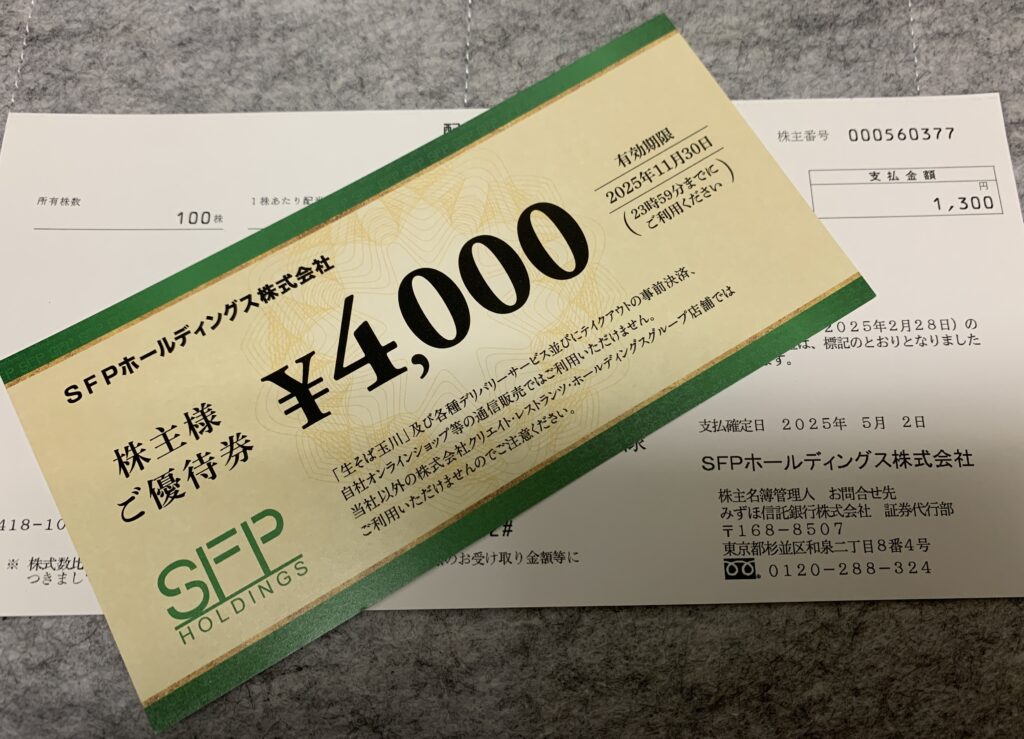 配
株主番号 000560377
支払金額
円
1,300
所有株数
100株
1株あたり配当
SFPホールディングス株式会社
¥4,000
有効期限
2025年11月30日
(23時59分までに
ご利用ください)
株主様
ご優待券
「生そば玉川」及び各種デリバリーサービス並びにテイクアウトの事前決済、
自社オンラインショップ等の通信販売ではご利用いただけません。
当社以外の株式会社クリエイト・レストランツ・ホールディングスグループ店舗では
ご利用いただけませんのでご注意ください。
SFP
HOLDINGS
2025年2月28日)の
は、標記のとおりとなりました
ます。
様
支払確定日 2025年 5月 2日
SFPホールディングス株式会社
株主名簿管理人 お問合せ先
みずほ信託銀行株式会社 証券代行部
〒168-8507
東京都杉並区和泉二丁目8番4号
0120-288-324
418-10
2#
※ 株式数比
つきまし
のお受け取り金額等に